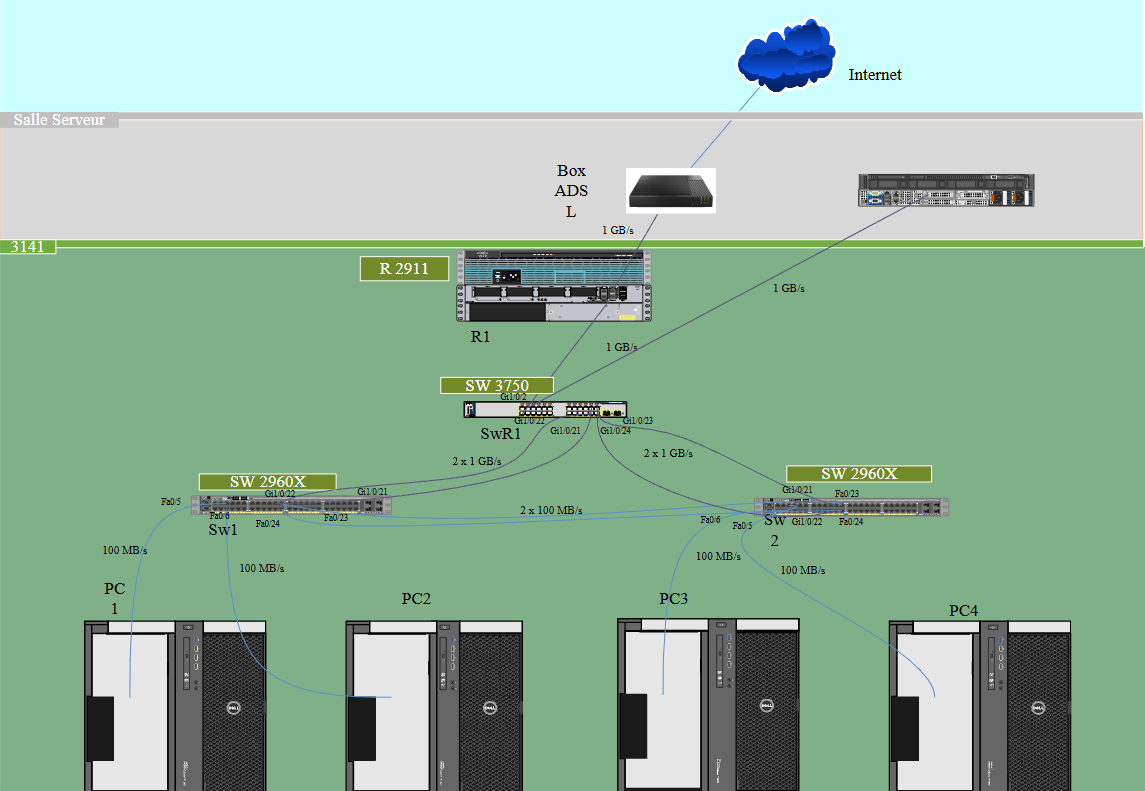 Internet
Salle Serveur
Box
ADS
L
1 GB/s
3141
R 2911
1 GB/s
R1
1 GB/s
SW 3750
Gi1/0/2
Gi1/0/22
Gi1/0/21
Gi1/0/24
Gi1/0/23
SwR1
2 x 1 GB/s
2 x 1 GB/s
SW 2960X
SW 2960X
Gi1/0/22
Gi1/0/21
Gi1/0/21
Fa0/23
Fa0/5
Fa0/6
Fa0/24
Fa0/23
2 x 100 MB/s
Fa0/6
Fa0/5
Gi1/0/22
Fa0/24
Sw1
Sw
2
100 MB/s
100 MB/s
100 MB/s
100 MB/s
PC
1
PC2
PC3
PC4
DELL
DELL
DELL
DELL